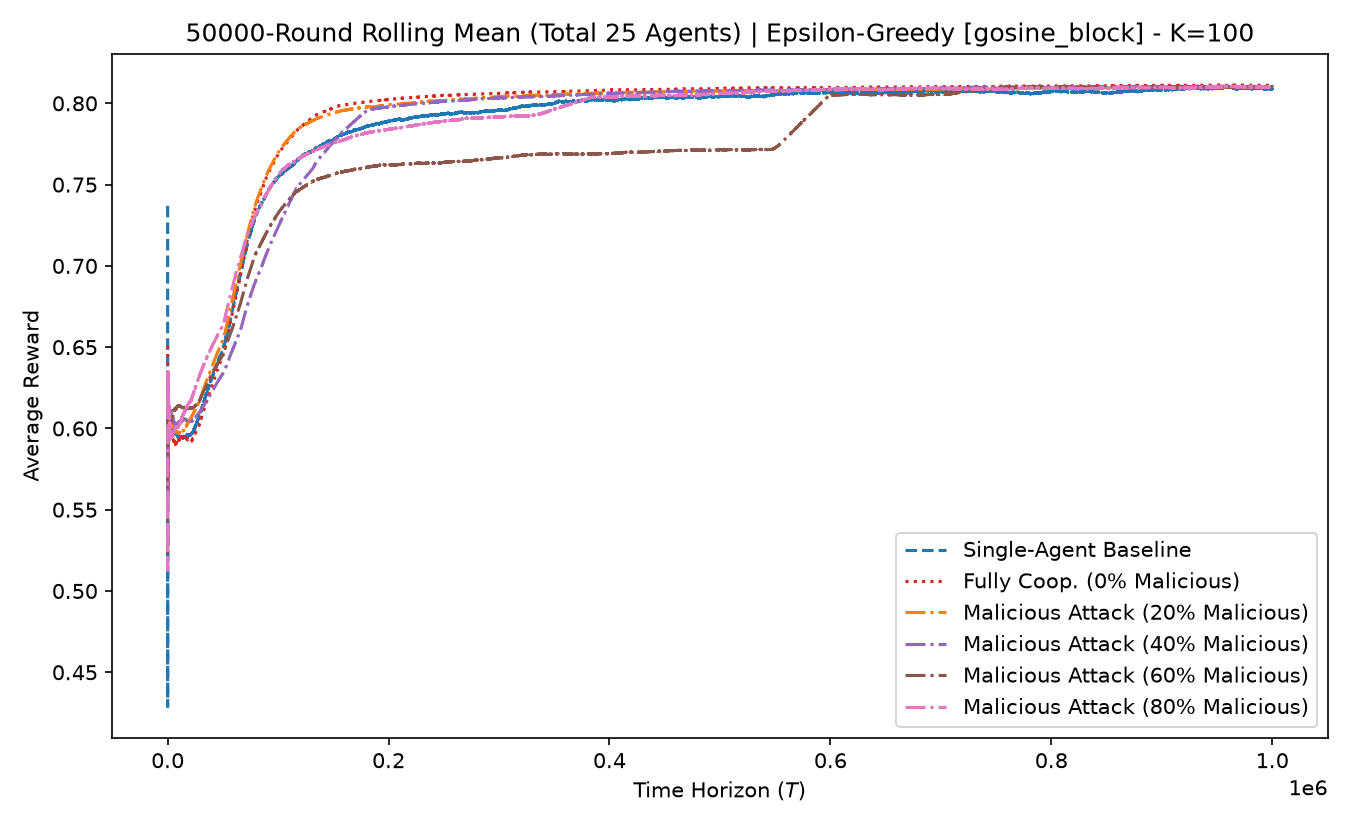 50000-Round Rolling Mean (Total 25 Agents) | Epsilon-Greedy [gosine_block] - K=100
Average Reward
0.80
0.75
0.70
0.65
0.60
0.55
0.50
0.45
Single-Agent Baseline
Fully Coop. (0% Malicious)
Malicious Attack (20% Malicious)
Malicious Attack (40% Malicious)
Malicious Attack (60% Malicious)
Malicious Attack (80% Malicious)
0.0 0.2 0.4 0.6 0.8 1.0
1e6
Time Horizon (T)